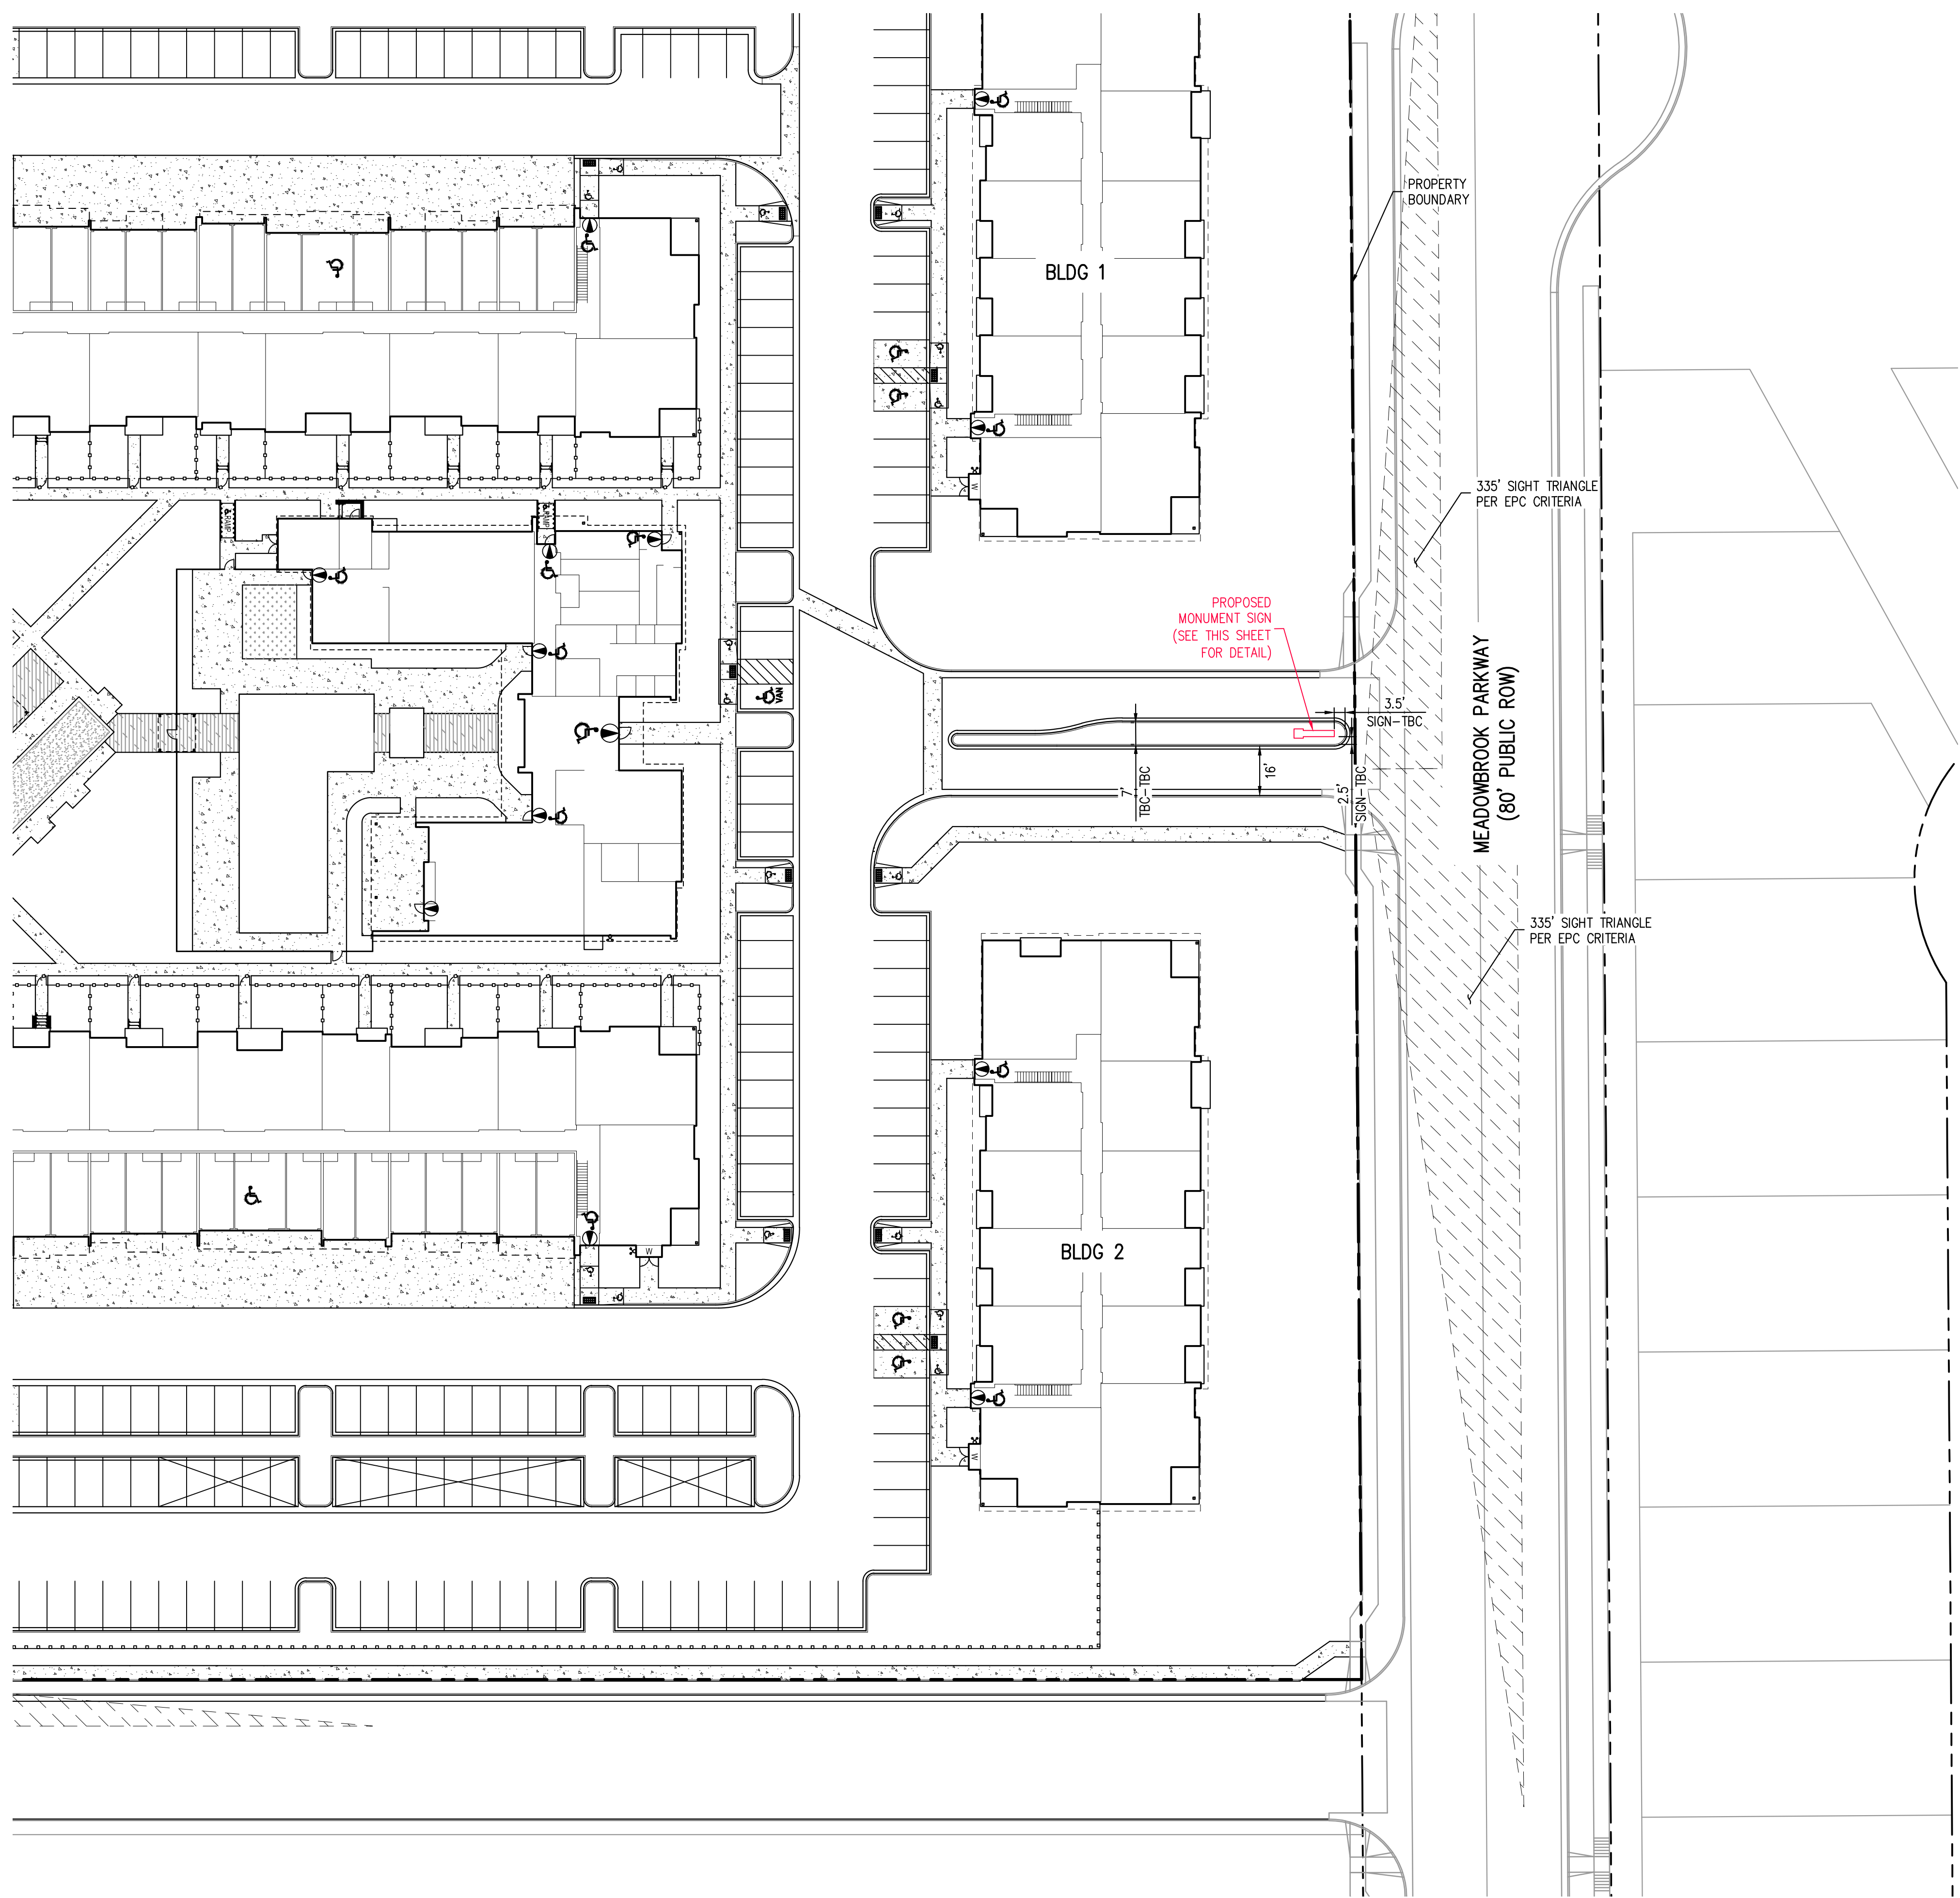 BLDG 1
PROPERTY
BOUNDARY
335' SIGHT TRIANGLE
PER EPC CRITERIA
W
RAMP
RAMP
PROPOSED
MONUMENT SIGN
(SEE THIS SHEET
FOR DETAIL)
VAN
3.5'
SIGN-TBC
7'
TBC-TBC
16'
2.5'
SIGN-TBC
MEADOWBROOK PARKWAY
(80' PUBLIC ROW)
335' SIGHT TRIANGLE
PER EPC CRITERIA
W
BLDG 2
W